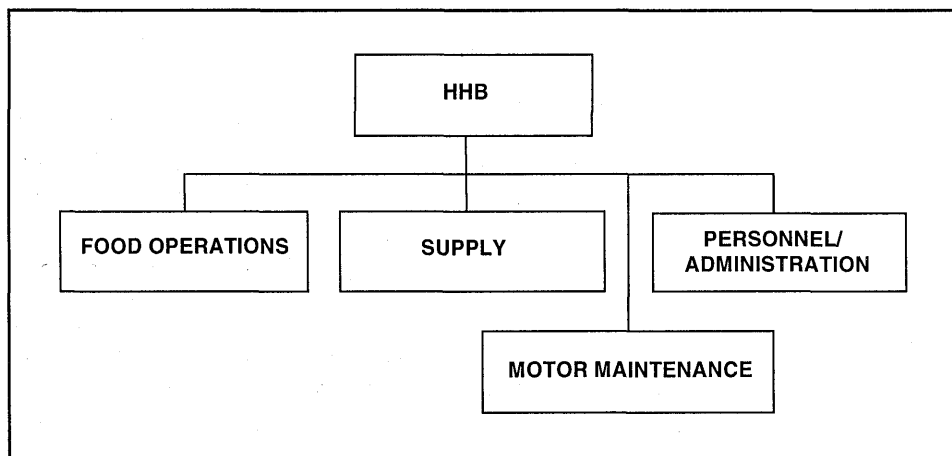 HHB
FOOD OPERATIONS
SUPPLY
PERSONNEL/
ADMINISTRATION
MOTOR MAINTENANCE